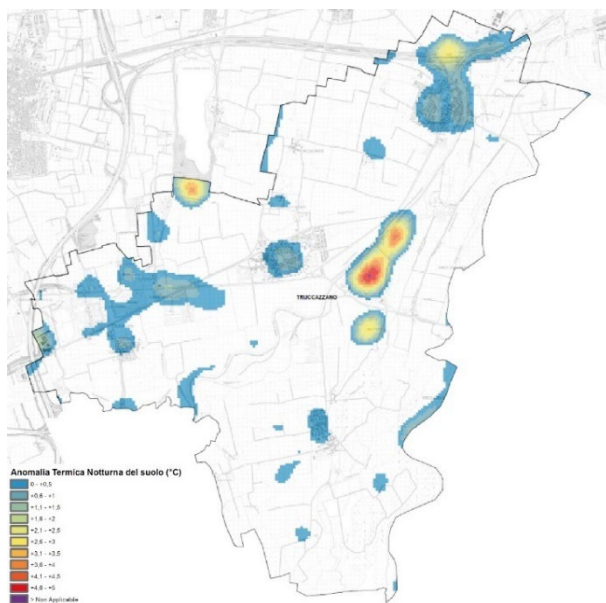 TRUCCAZZANO
Anomalia Termica Notturna del suolo (°C)
0 - +0,5
+0,6 - +1
+1,1 - +1,5
+1,6 - +2
+2,1 - +2,5
+2,6 - +3
+3,1 - +3,5
+3,6 - +4
+4,1 - +4,5
+4,6 - +5
> Non Applicabile